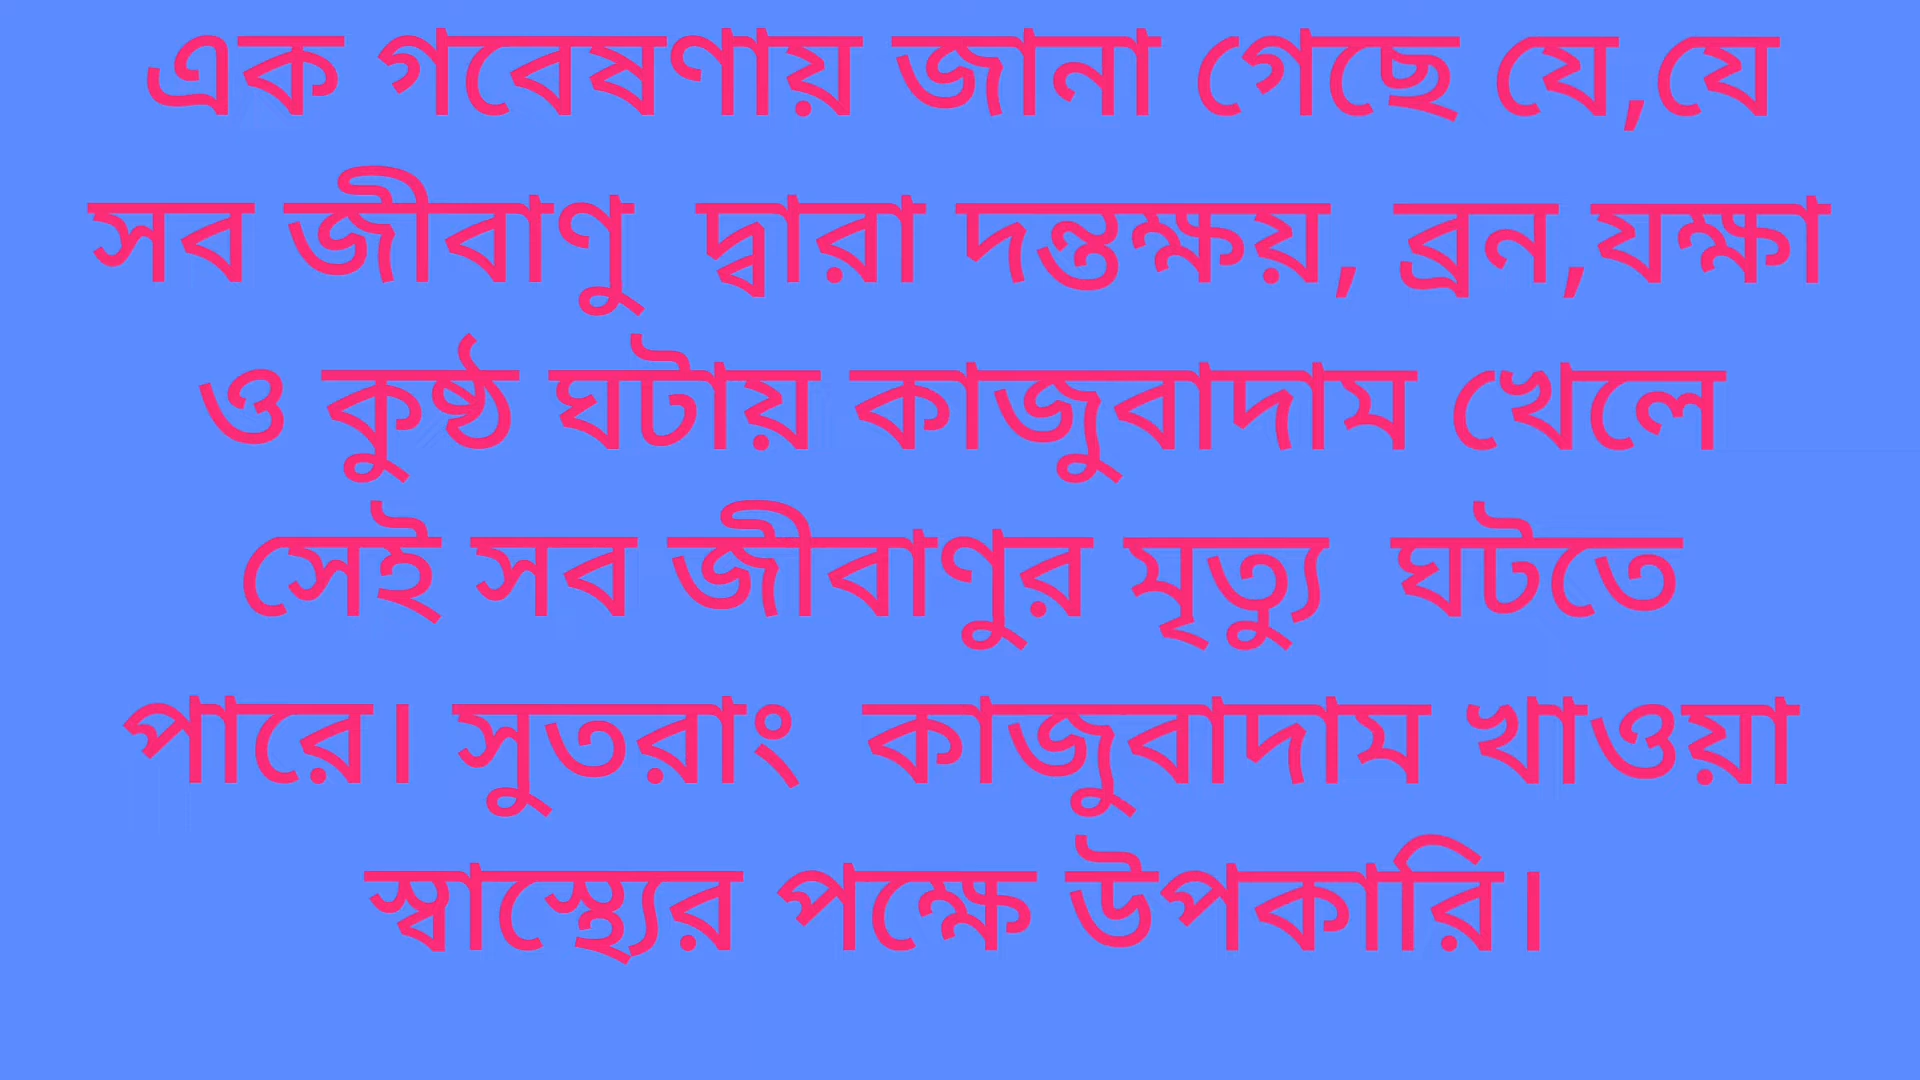 এক গবেষণায় জানা গেছে যে,যে
সব জীবাণু  দ্বারা দন্তক্ষয়, ব্রন,যক্ষা
ও কুষ্ঠ ঘটায় কাজুবাদাম খেলে
সেই সব জীবাণুর মৃত্যু  ঘটতে
পারে। সুতরাং  কাজুবাদাম খাওয়া
স্বাস্থ্যের পক্ষে উপকারি।